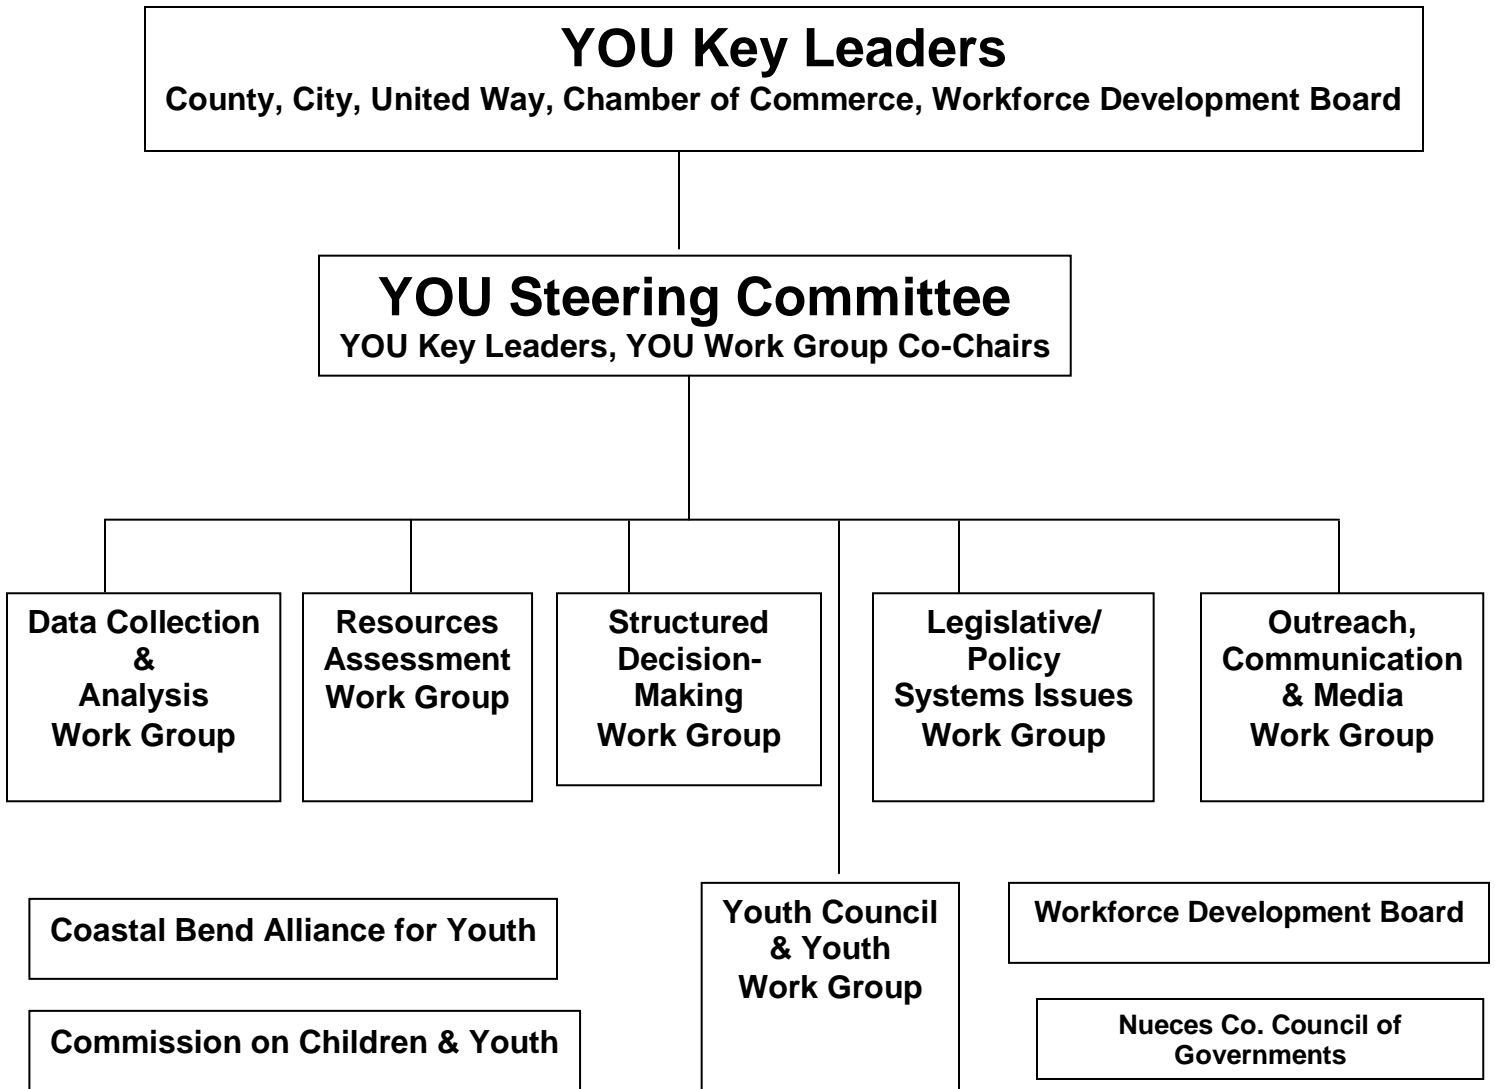 YOU Key Leaders
County, City, United Way, Chamber of Commerce, Workforce Development Board
YOU Steering Committee
YOU Key Leaders, YOU Work Group Co-Chairs
Data Collection
&
Analysis
Work Group
Resources
Assessment
Work Group
Structured
Decision-
Making
Work Group
Legislative/
Policy
Systems Issues
Work Group
Outreach,
Communication
& Media
Work Group
Coastal Bend Alliance for Youth
Commission on Children & Youth
Youth Council
& Youth
Work Group
Workforce Development Board
Nueces Co. Council of
Governments